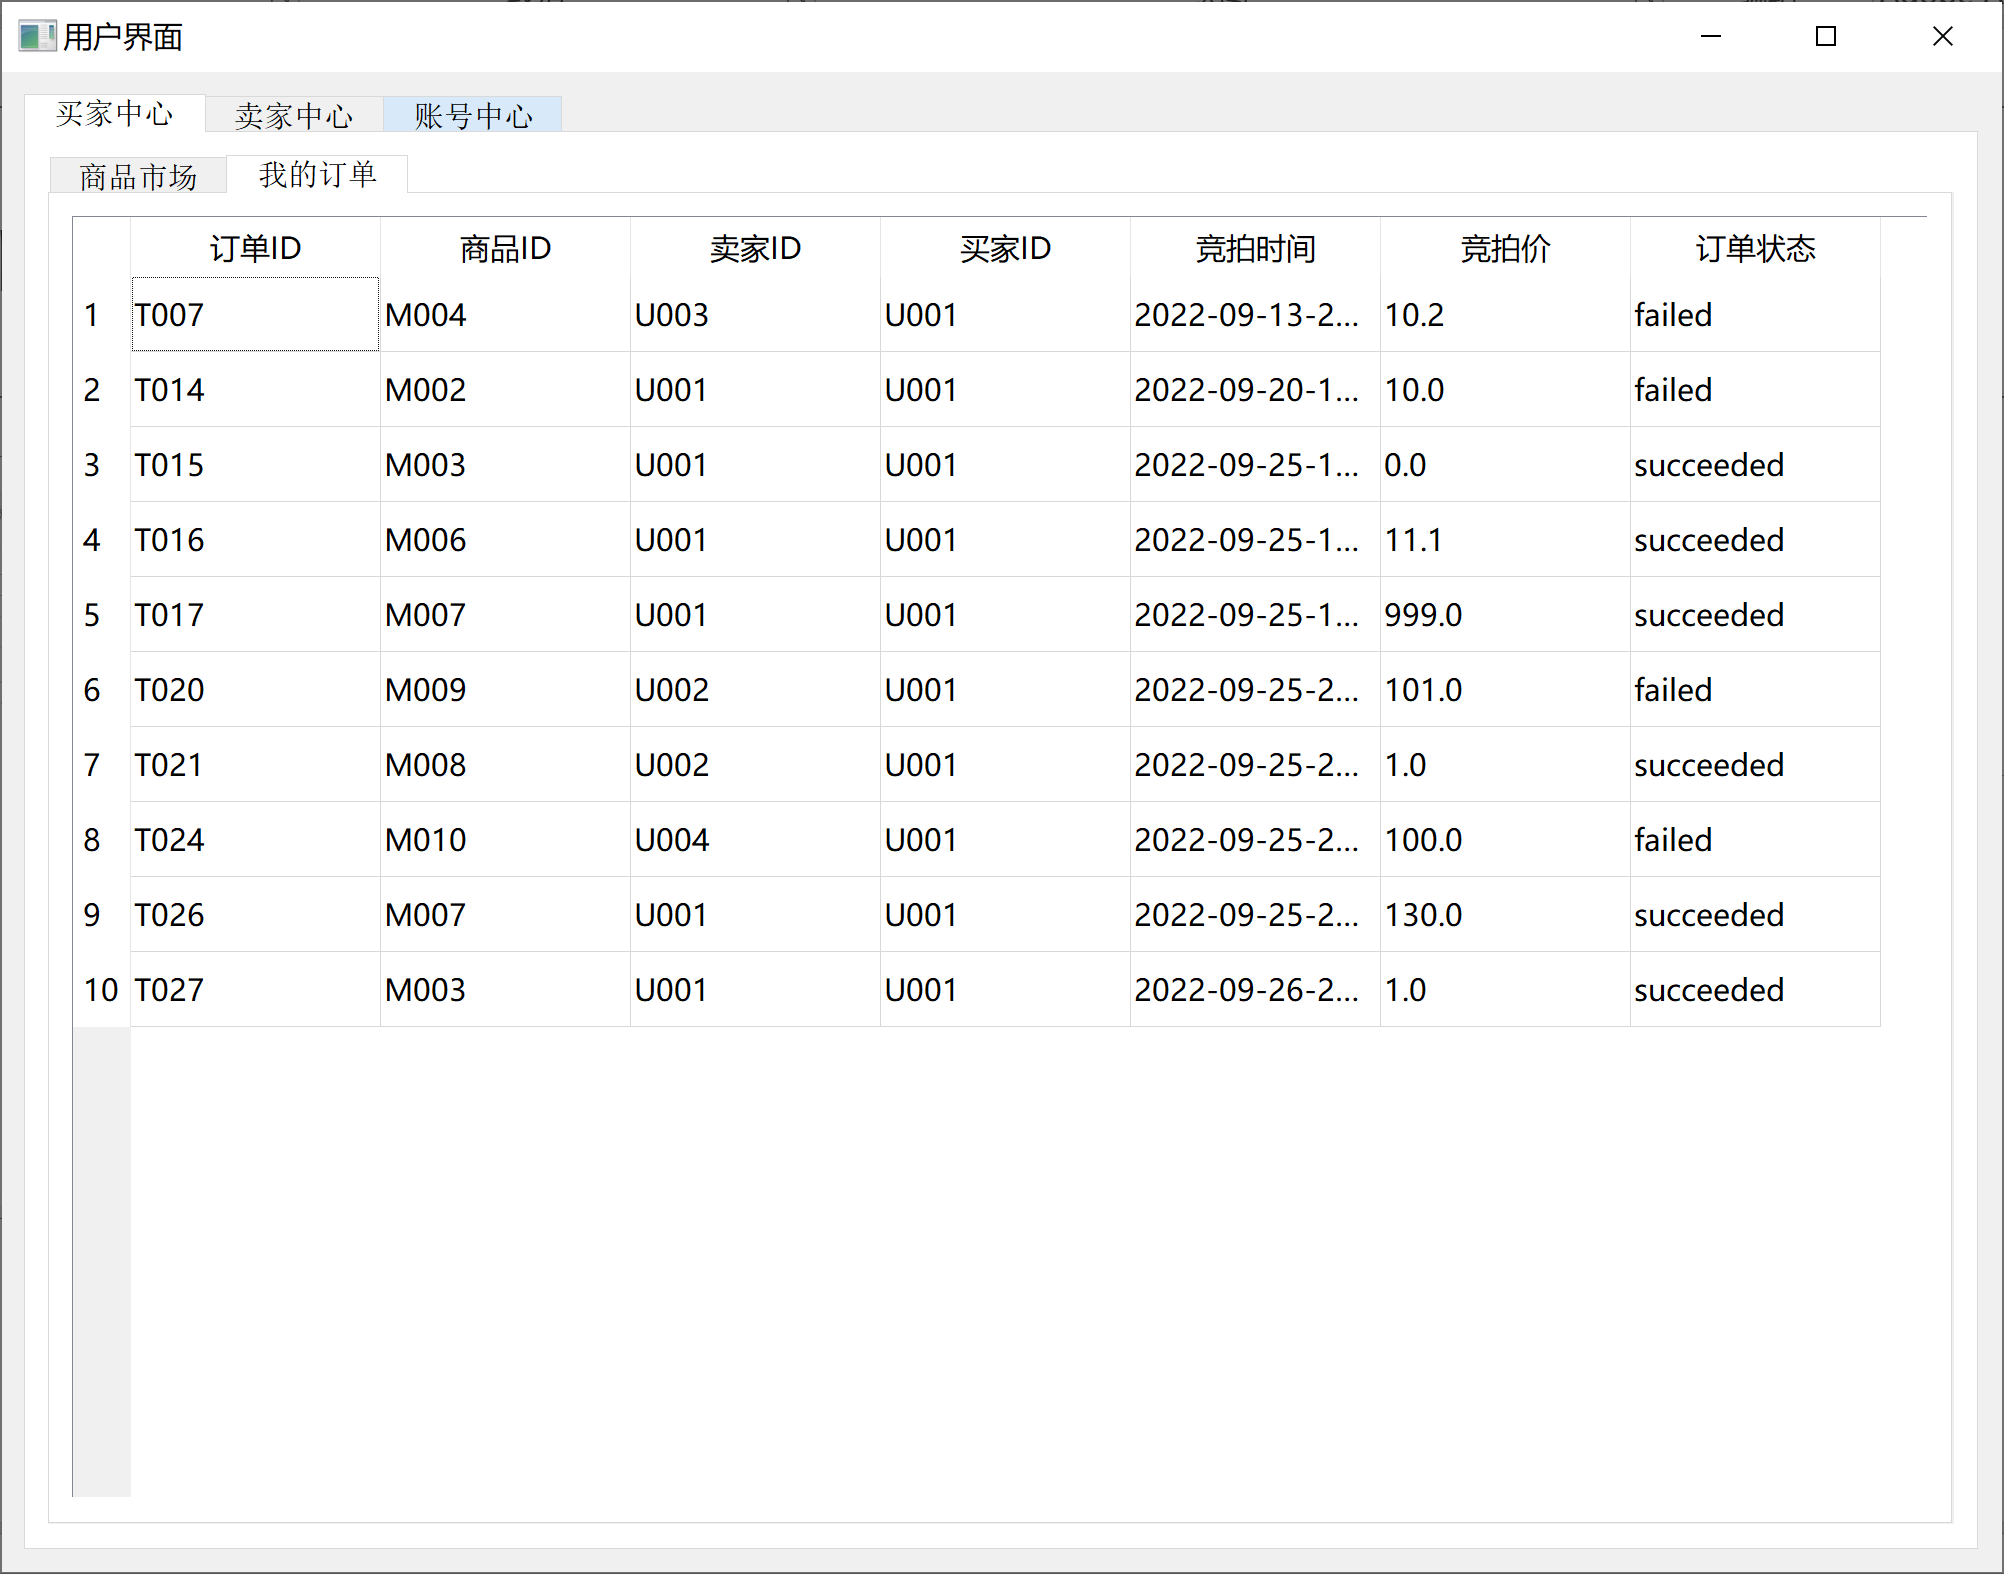 用户界面
买家中心 卖家中心 账号中心
商品市场 我的订单
订单ID 商品ID 卖家ID 买家ID 竞拍时间 竞拍价 订单状态
1 T007 M004 U003 U001 2022-09-13-2... 10.2 failed
2 T014 M002 U001 U001 2022-09-20-1... 10.0 failed
3 T015 M003 U001 U001 2022-09-25-1... 0.0 succeeded
4 T016 M006 U001 U001 2022-09-25-1... 11.1 succeeded
5 T017 M007 U001 U001 2022-09-25-1... 999.0 succeeded
6 T020 M009 U002 U001 2022-09-25-2... 101.0 failed
7 T021 M008 U002 U001 2022-09-25-2... 1.0 succeeded
8 T024 M010 U004 U001 2022-09-25-2... 100.0 failed
9 T026 M007 U001 U001 2022-09-25-2... 130.0 succeeded
10 T027 M003 U001 U001 2022-09-26-2... 1.0 succeeded